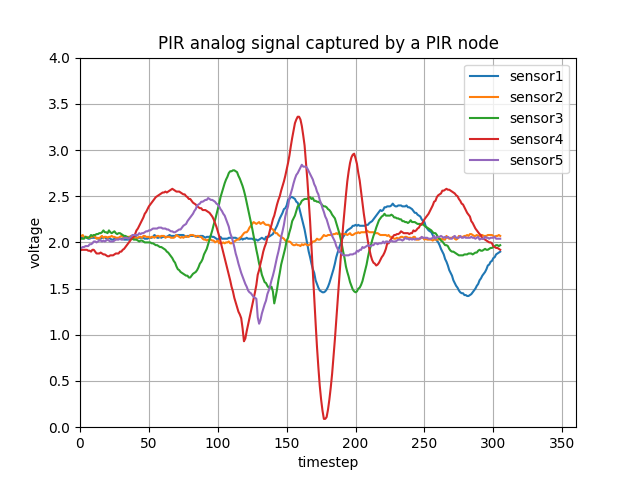 PIR analog signal captured by a PIR node
4.0
3.5
3.0
2.5
2.0
1.5
1.0
0.5
0.0
voltage
sensor1
sensor2
sensor3
sensor4
sensor5
0 50 100 150 200 250 300 350
timestep